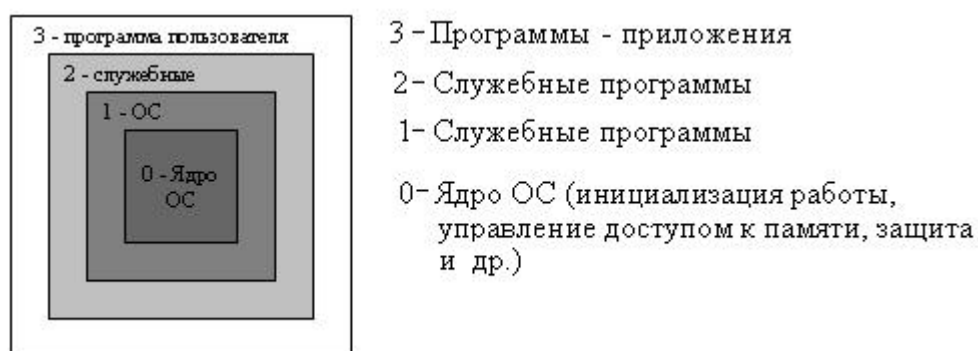 3 - программа пользователя
2 - служебные
1 - ОС
0 - Ядро
ОС
3 - Программы - приложения
2 - Служебные программы
1 - Служебные программы
0 - Ядро ОС (инициализация работы,
управление доступом к памяти, защита
и др.)